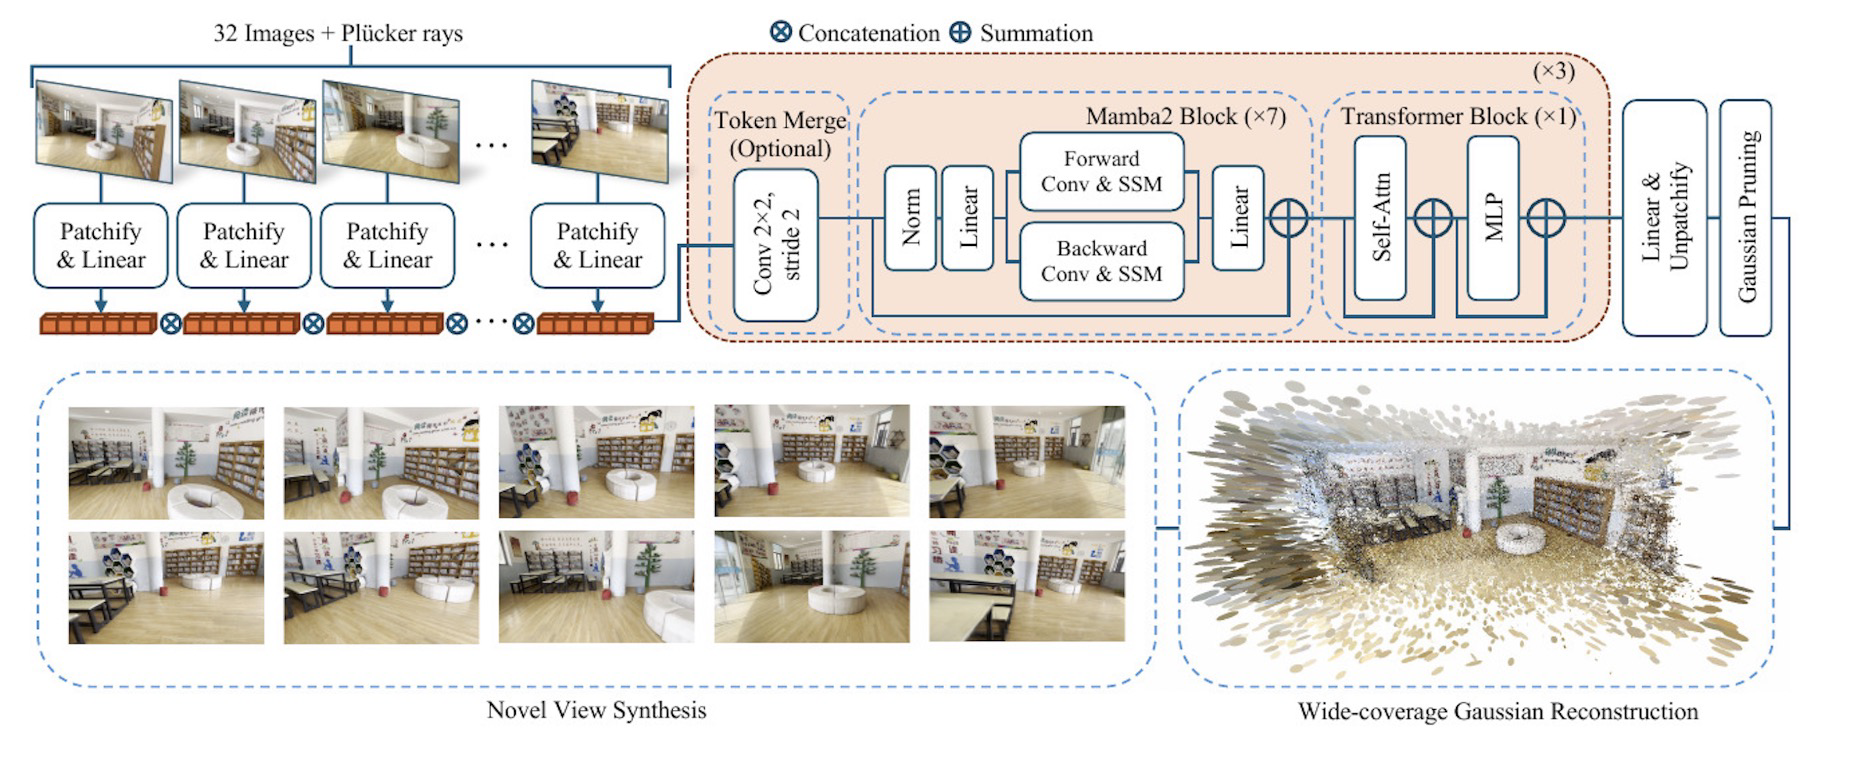 32 Images + Plücker rays
Concatenation
Summation
(×3)
Token Merge
(Optional)
Mamba2 Block (×7)
Transformer Block (×1)
Patchify
& Linear
Patchify
& Linear
Patchify
& Linear
...
Patchify
& Linear
Conv 2×2,
stride 2
Norm
Linear
Forward
Conv & SSM
Backward
Conv & SSM
Linear
Self-Attn
MLP
Linear &
Unpatchify
Gaussian Pruning
Novel View Synthesis
Wide-coverage Gaussian Reconstruction